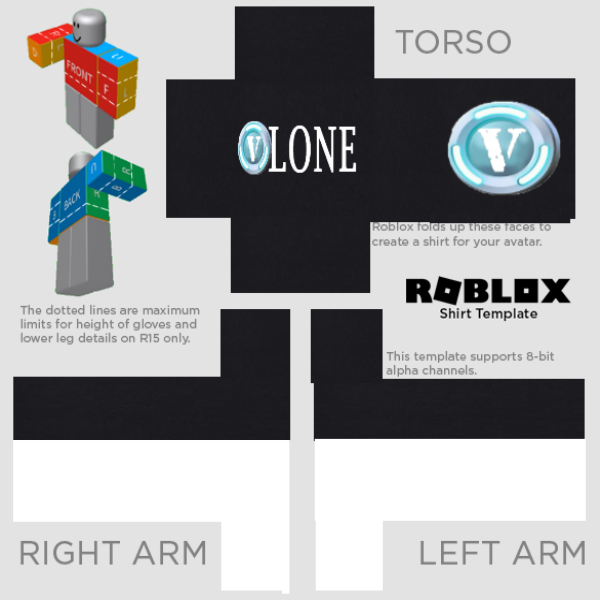 TORSO
FRONT
F
L
VLONE
V
BACK
Roblox folds up these faces to
create a shirt for your avatar.
ROBLOX
Shirt Template
The dotted lines are maximum
limits for height of gloves and
lower leg details on R15 only.
This template supports 8-bit
alpha channels.
RIGHT ARM
LEFT ARM